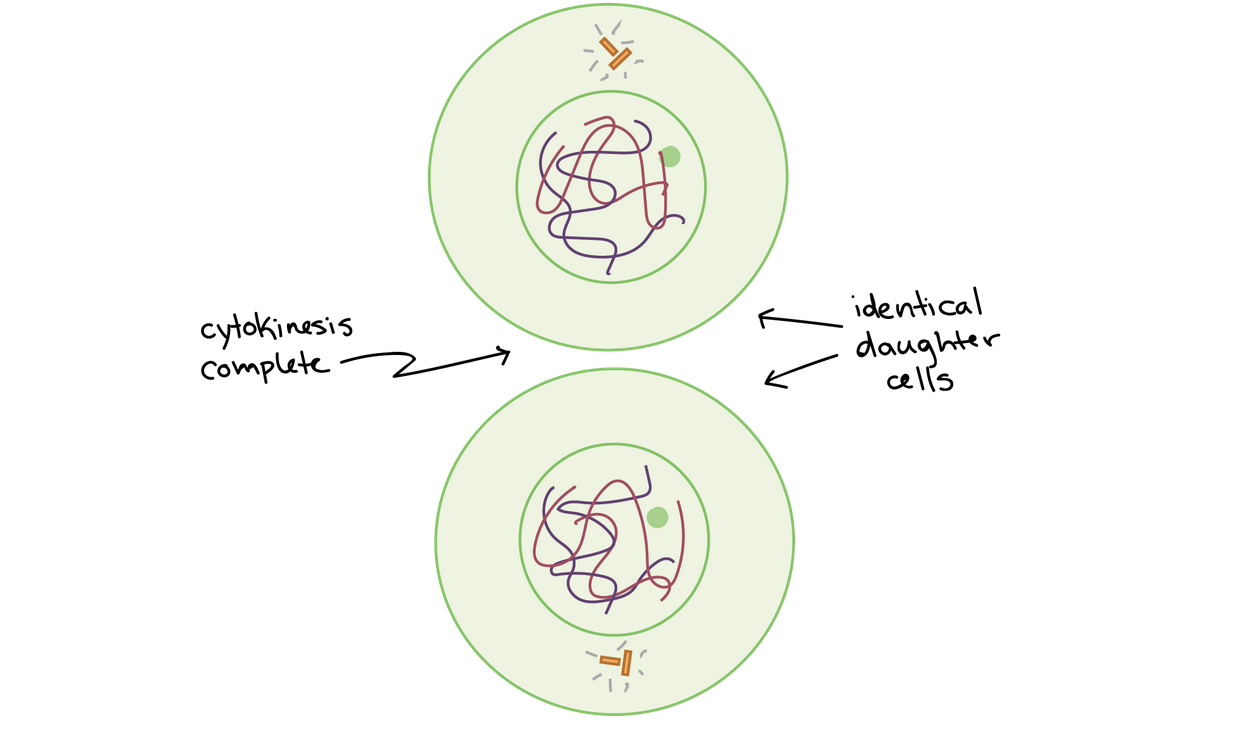 cytokinesis
complete
identical
daughter
cells